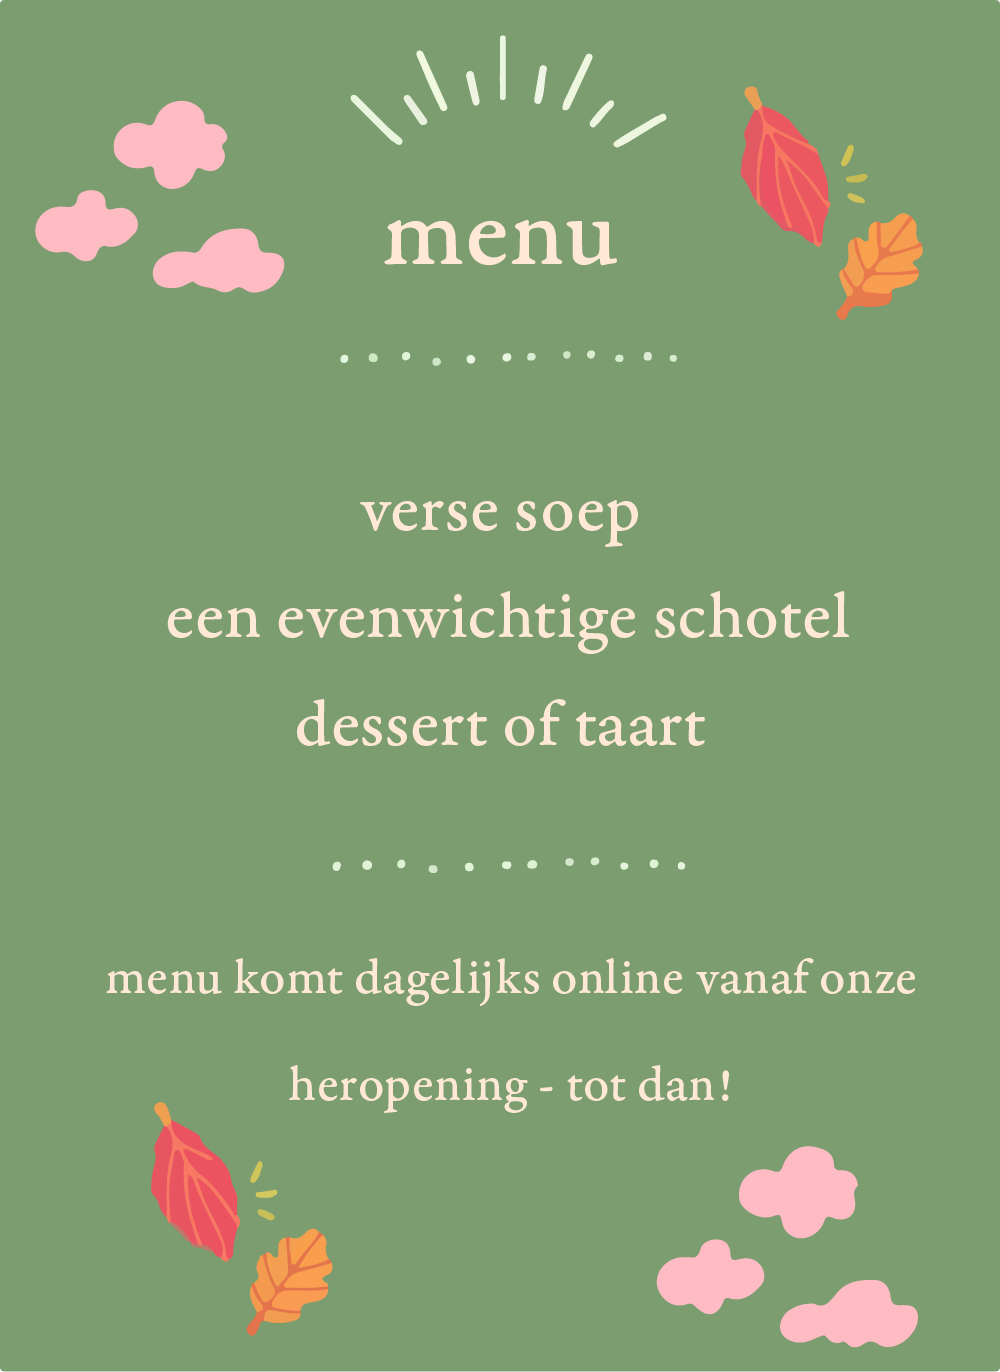 menu
verse soep
een evenwichtige schotel
dessert of taart
menu komt dagelijks online vanaf onze
heropening - tot dan!